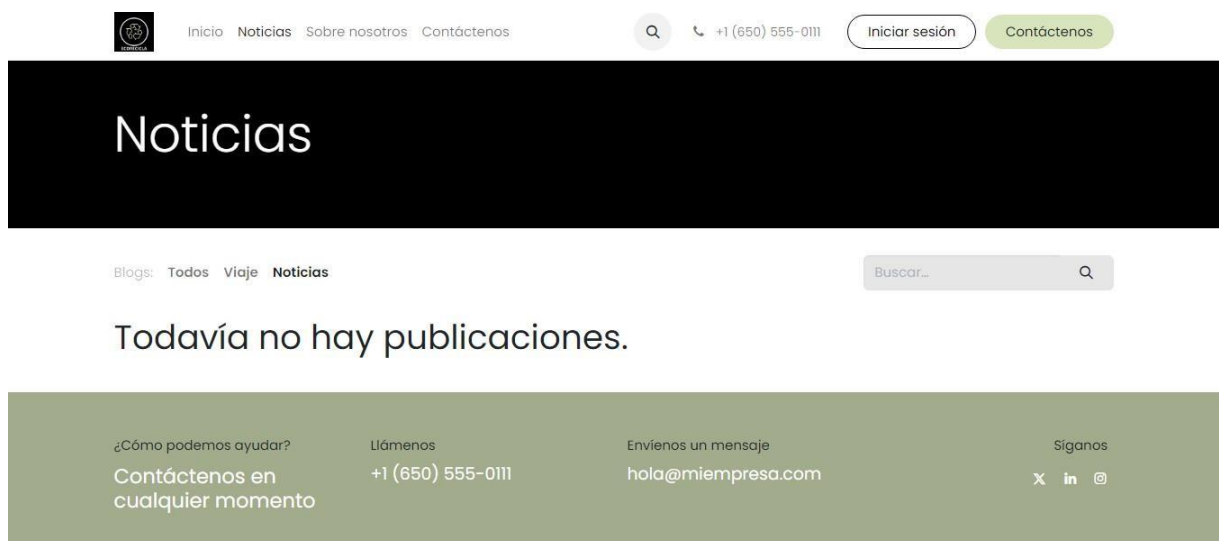 ECORECICLA
Inicio Noticias Sobre nosotros Contáctenos
+1 (650) 555-0111
Iniciar sesión
Contáctenos
Noticias
Blogs: Todos Viaje Noticias
Buscar...
Todavía no hay publicaciones.
¿Cómo podemos ayudar?
Contáctenos en
cualquier momento
Llámenos
+1 (650) 555-0111
Envíenos un mensaje
hola@miempresa.com
Síganos
X in